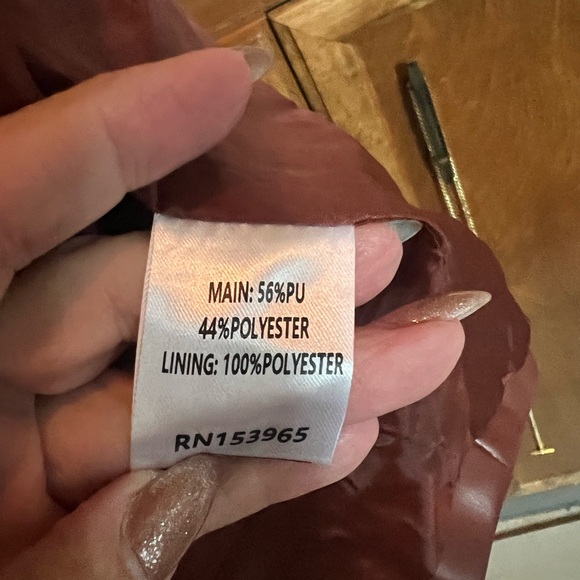 MAIN: 56%PU
44%POLYESTER
LINING: 100%POLYESTER
RN153965